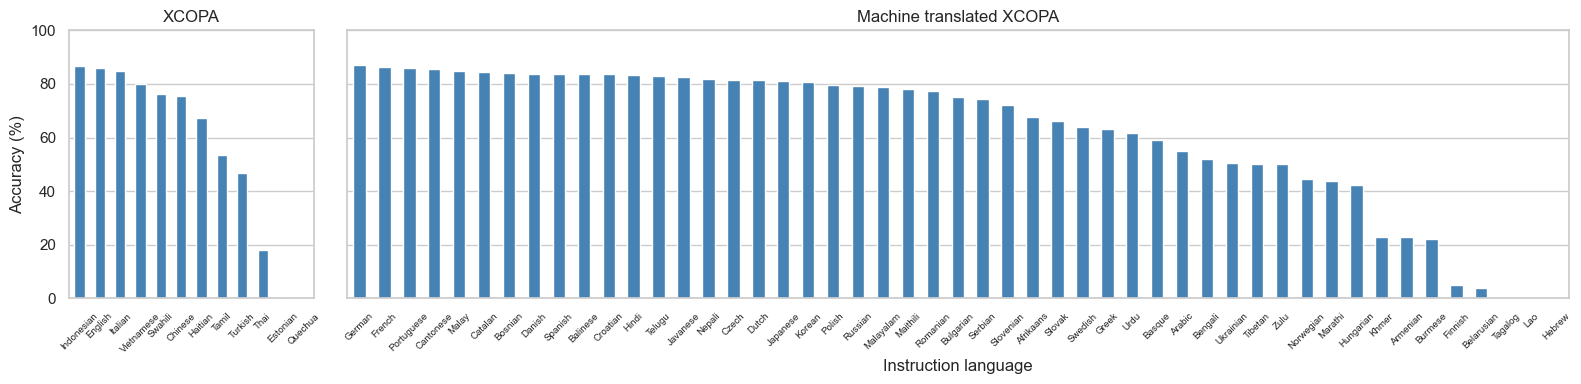 XCOPA
Machine translated XCOPA
Accuracy (%)
100
80
60
40
20
0
Indonesian
English
Italian
Vietnamese
Swahili
Chinese
Haitian
Tamil
Turkish
Thai
Estonian
Quechua
German
French
Portuguese
Cantonese
Malay
Catalan
Bosnian
Danish
Spanish
Balinese
Croatian
Hindi
Telugu
Javanese
Nepali
Czech
Dutch
Japanese
Korean
Polish
Russian
Malayalam
Maithili
Romanian
Bulgarian
Serbian
Slovenian
Afrikaans
Slovak
Swedish
Greek
Urdu
Basque
Arabic
Bengali
Ukrainian
Tibetan
Zulu
Norwegian
Marathi
Hungarian
Khmer
Armenian
Burmese
Finnish
Belarusian
Tagalog
Lao
Hebrew
Instruction language